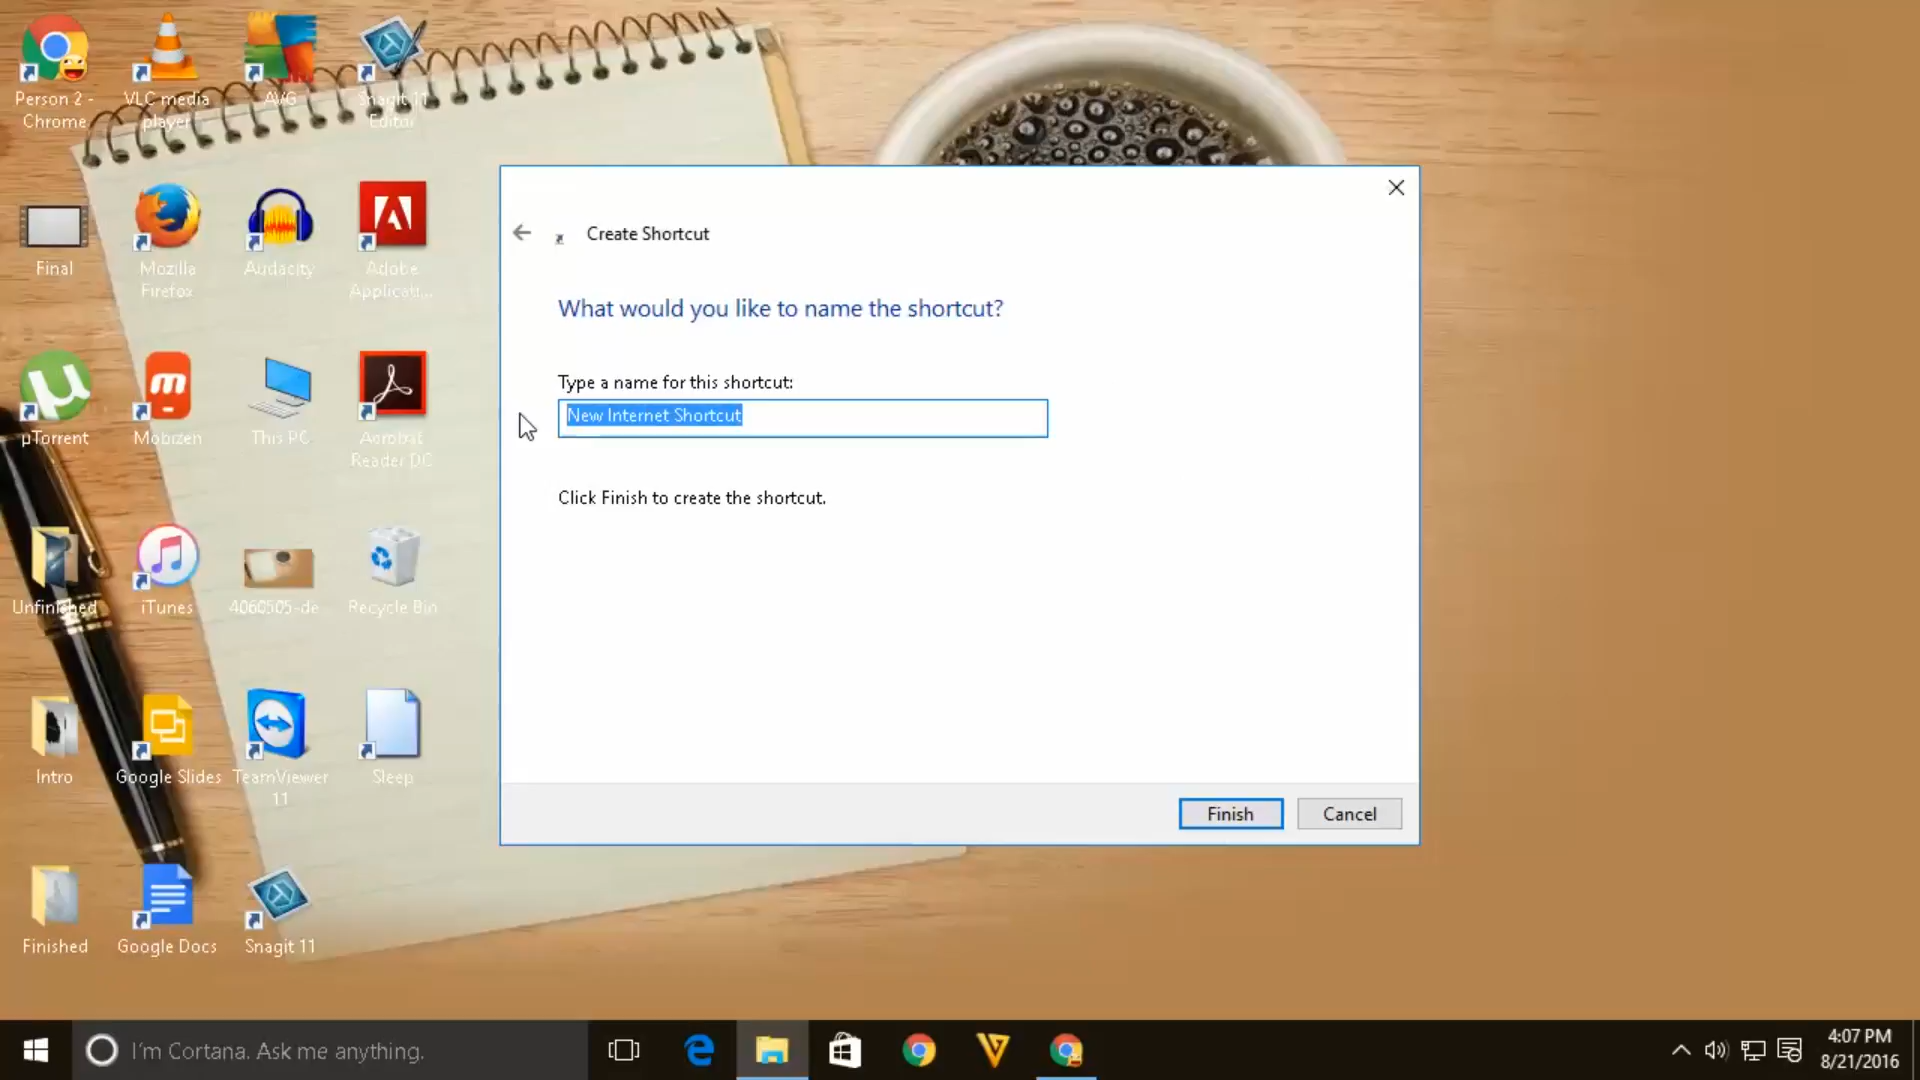 Person 2 -
Chrome
VLC media
player
AVG
Snagit 11
Editor
Final
Mozilla
Firefox
Audacity
Adobe
Applicati...
µTorrent
Mobizen
This PC
Acrobat
Reader DC
Unfinished
iTunes
4060505-de...
Recycle Bin
Intro
Google Slides
TeamViewer
11
Sleep
Finished
Google Docs
Snagit 11
Create Shortcut
What would you like to name the shortcut?
Type a name for this shortcut:
New Internet Shortcut
Click Finish to create the shortcut.
Finish
Cancel
I'm Cortana. Ask me anything.
4:07 PM
8/21/2016